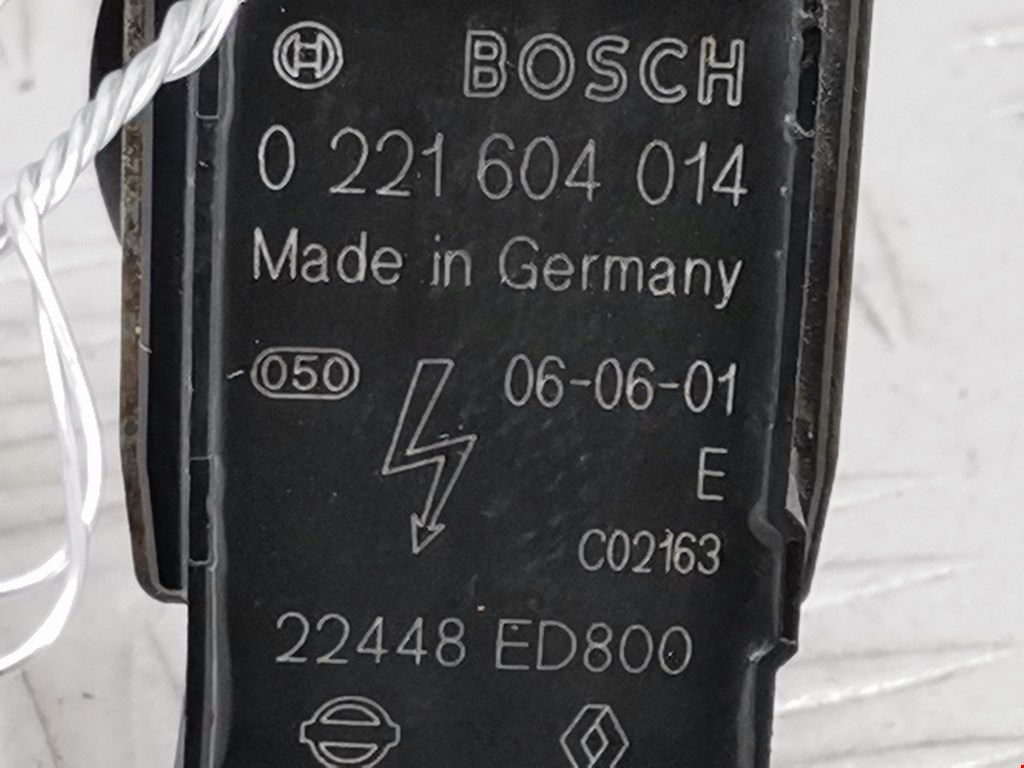 BOSCH
0 221 604 014
Made in Germany
050 06-06-01
E
C02163
22448 ED800